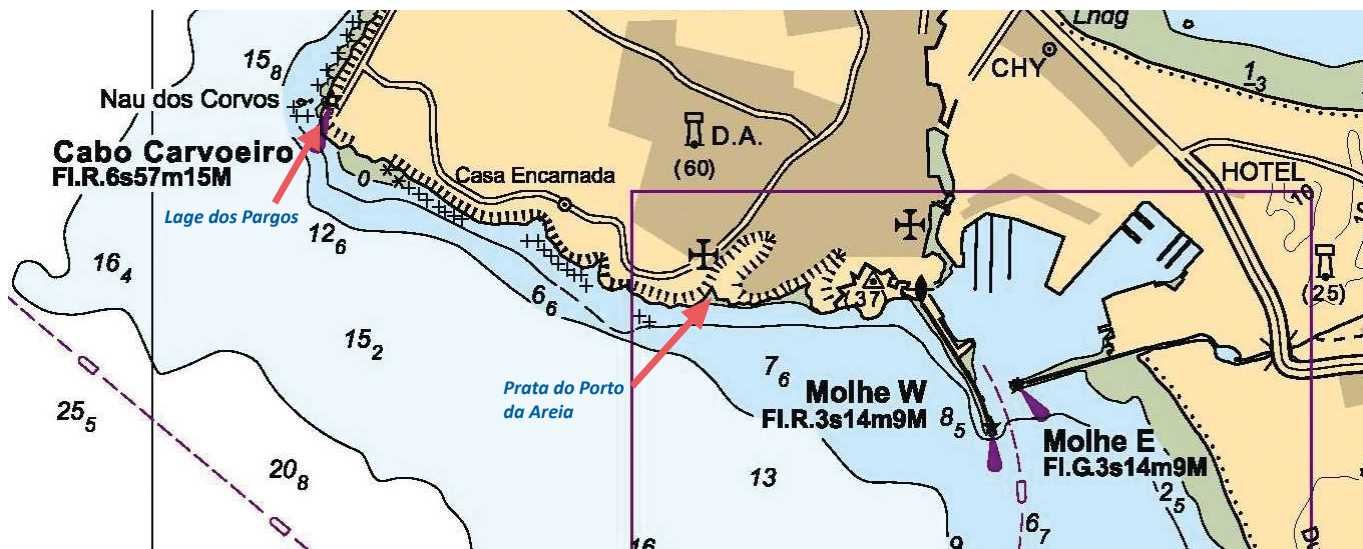 Lndg
15₈
CHY
1₃
Nau dos Corvos
D.A.
(60)
Cabo Carvoeiro
Fl.R.6s57m15M
0
Casa Encarnada
HOTEL
10
Lage dos Pargos
12₆
16₄
(25)
6₆
(37)
15₂
7₆
Prata do Porto
da Areia
Molhe W
Fl.R.3s14m9M
8₅
25₅
Molhe E
Fl.G.3s14m9M
20₈
13
2₅
6₇
16
9